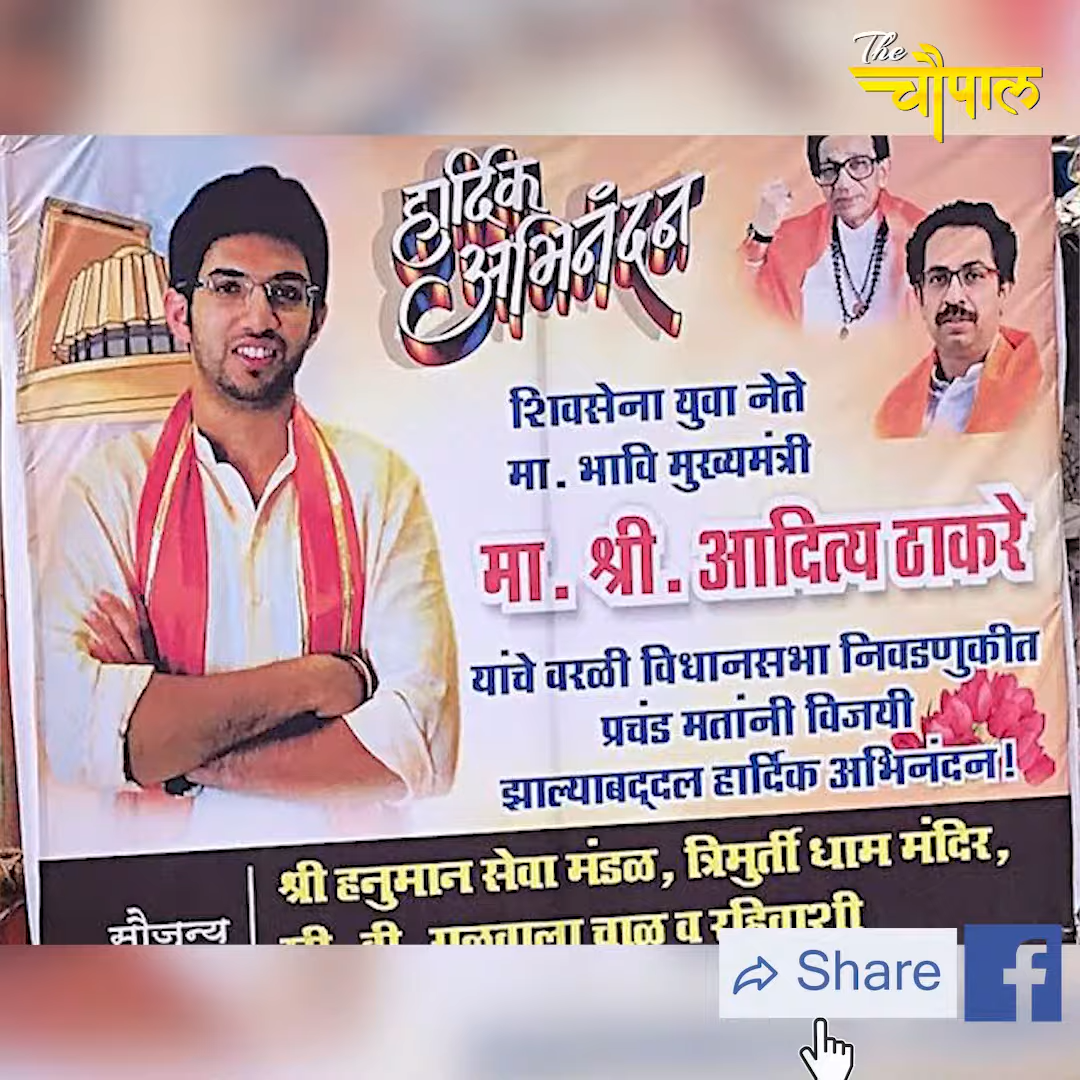 The
चौपाल
हार्दिक
अभिनंदन
शिवसेना युवा नेते
मा. भावि मुख्यमंत्री
मा. श्री. आदित्य ठाकरे
यांचे वरळी विधानसभा निवडणुकीत
प्रचंड मतांनी विजयी
झाल्याबद्दल हार्दिक अभिनंदन!
श्री हनुमान सेवा मंडळ, त्रिमुर्ती धाम मंदिर,
सौजन्य
चाळ व रहिवाशी
Share
f